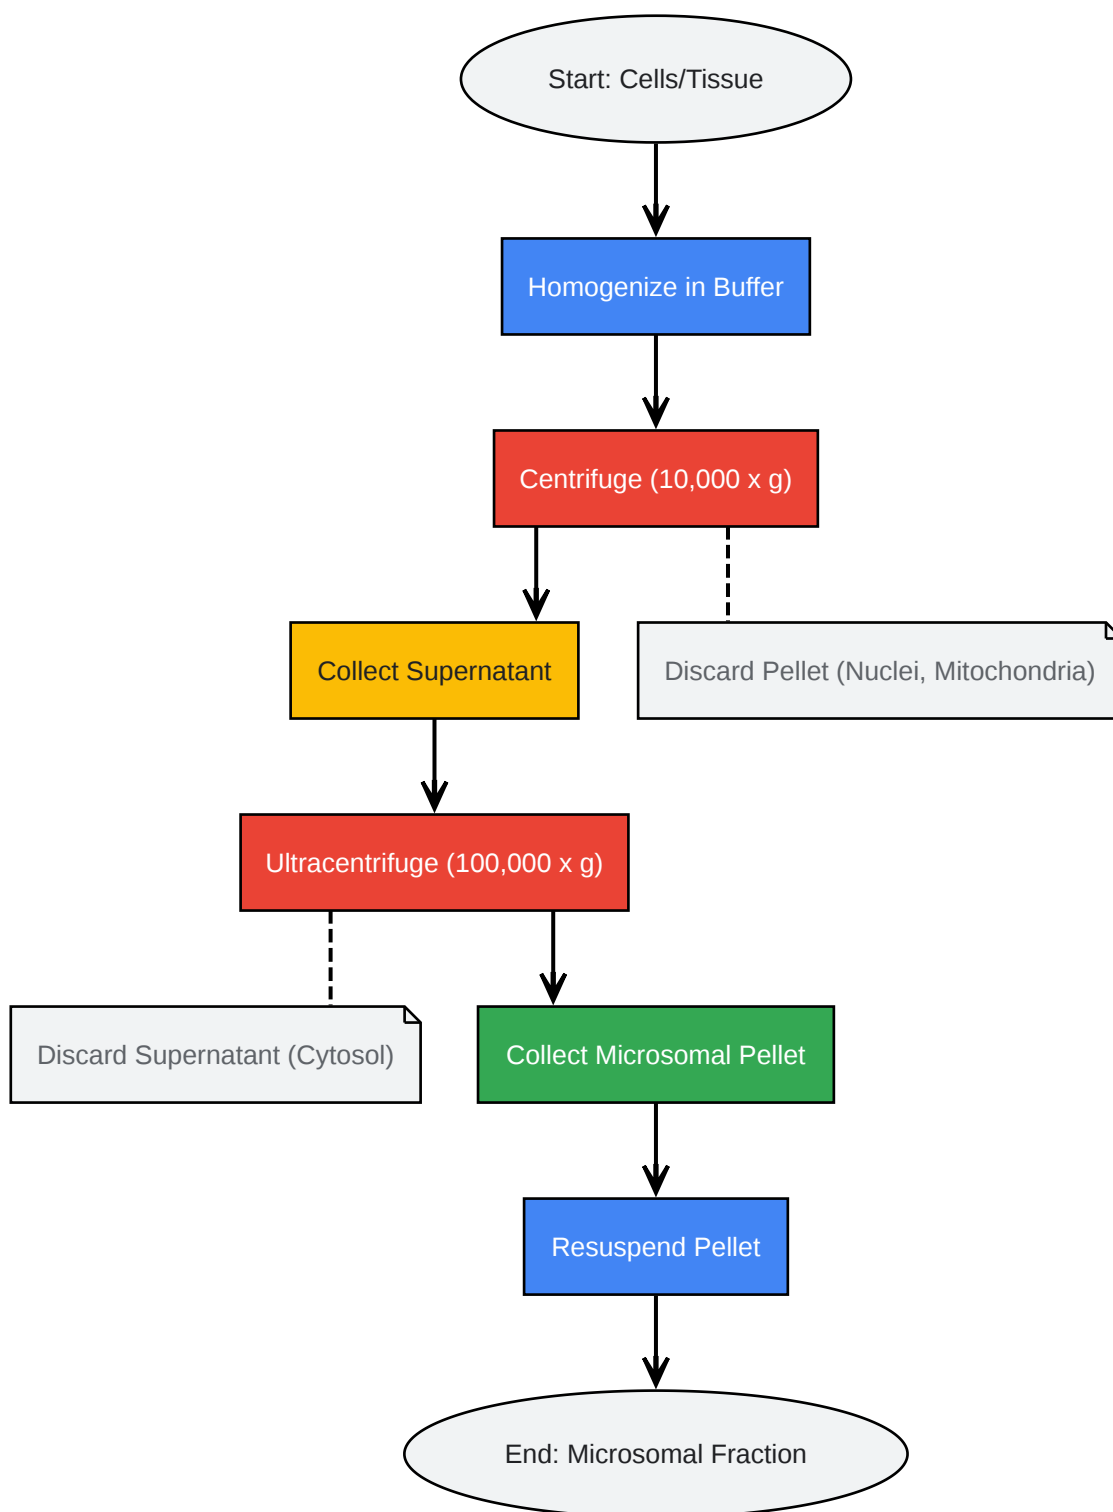 Start: Cells/Tissue
Homogenize in Buffer
Centrifuge (10,000 x g)
Collect Supernatant
Discard Pellet (Nuclei, Mitochondria)
Ultracentrifuge (100,000 x g)
Discard Supernatant (Cytosol)
Collect Microsomal Pellet
Resuspend Pellet
End: Microsomal Fraction